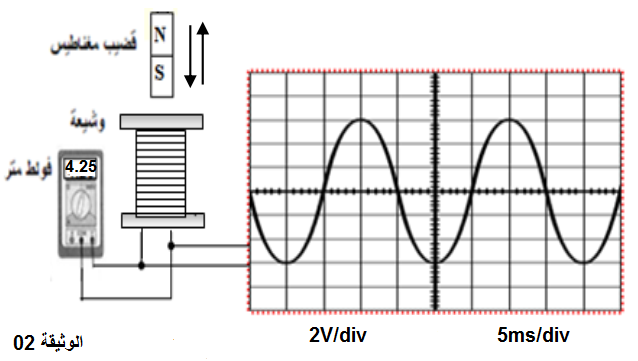 قضيب مغناطيس
N
S
وشيعة
فولط متر
4.25
2V/div
5ms/div
الوثيقة 02